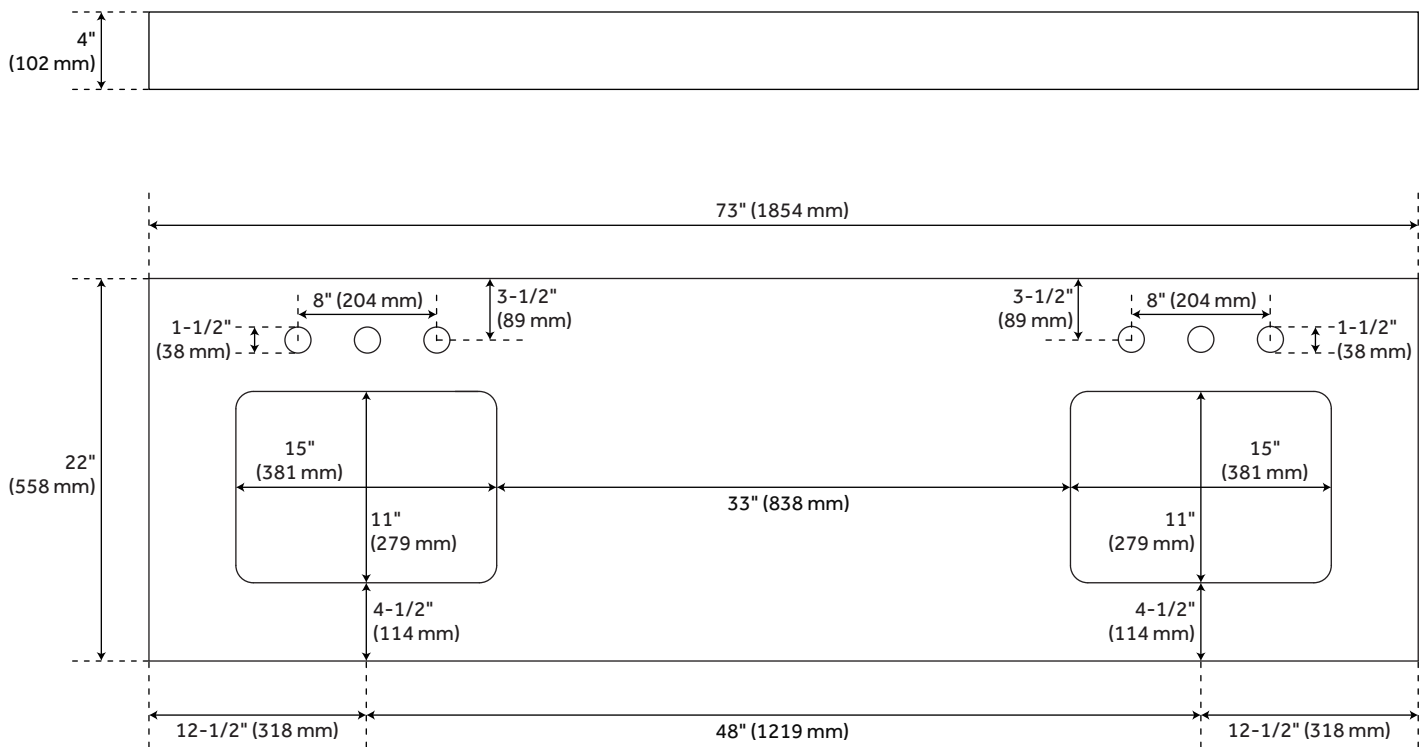 4"
(102 mm)
73" (1854 mm)
8" (204 mm)
3-1/2"
(89 mm)
1-1/2"
(38 mm)
3-1/2"
(89 mm)
8" (204 mm)
1-1/2"
(38 mm)
22"
(558 mm)
15"
(381 mm)
11"
(279 mm)
33" (838 mm)
15"
(381 mm)
11"
(279 mm)
4-1/2"
(114 mm)
4-1/2"
(114 mm)
12-1/2" (318 mm)
48" (1219 mm)
12-1/2" (318 mm)